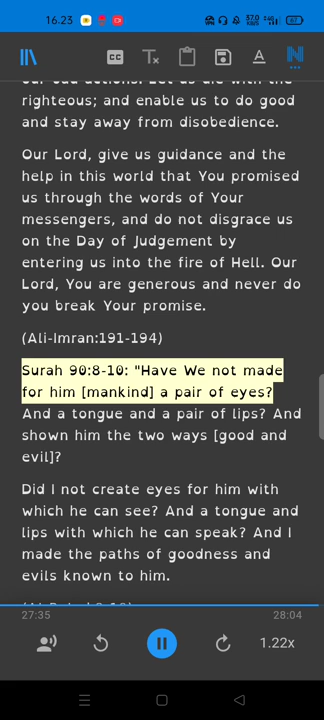 16.23
37.0
KB/S
67
CC
righteous; and enable us to do good
and stay away from disobedience.
Our Lord, give us guidance and the
help in this world that You promised
us through the words of Your
messengers, and do not disgrace us
on the Day of Judgement by
entering us into the fire of Hell. Our
Lord, You are generous and never do
you break Your promise.
(Ali-Imran:191-194)
Surah 90:8-10: "Have We not made
for him [mankind] a pair of eyes?
And a tongue and a pair of lips? And
shown him the two ways [good and
evil]?
Did I not create eyes for him with
which he can see? And a tongue and
lips with which he can speak? And I
made the paths of goodness and
evils known to him.
27:35
28:04
1.22x